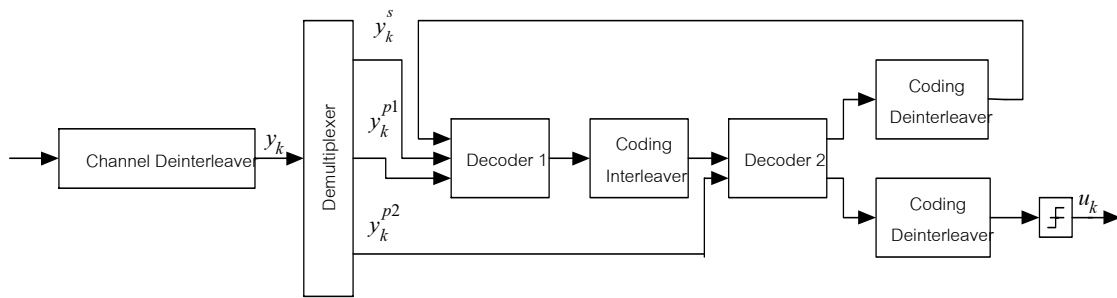 y_k^s
Coding
Deinterleaver
y_k^{p1}
y_k
Channel Deinterleaver
Demultiplexer
Decoder 1
Coding
Interleaver
Decoder 2
y_k^{p2}
Coding
Deinterleaver
u_k